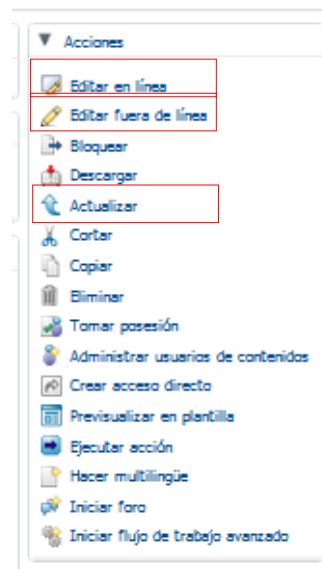 Acciones
Editar en línea
Editar fuera de línea
Bloquear
Descargar
Actualizar
Cortar
Copiar
Eliminar
Tomar posesión
Administrar usuarios de contenidos
Crear acceso directo
Previsualizar en plantilla
Ejecutar acción
Hacer multilingüe
Iniciar foro
Iniciar flujo de trabajo avanzado